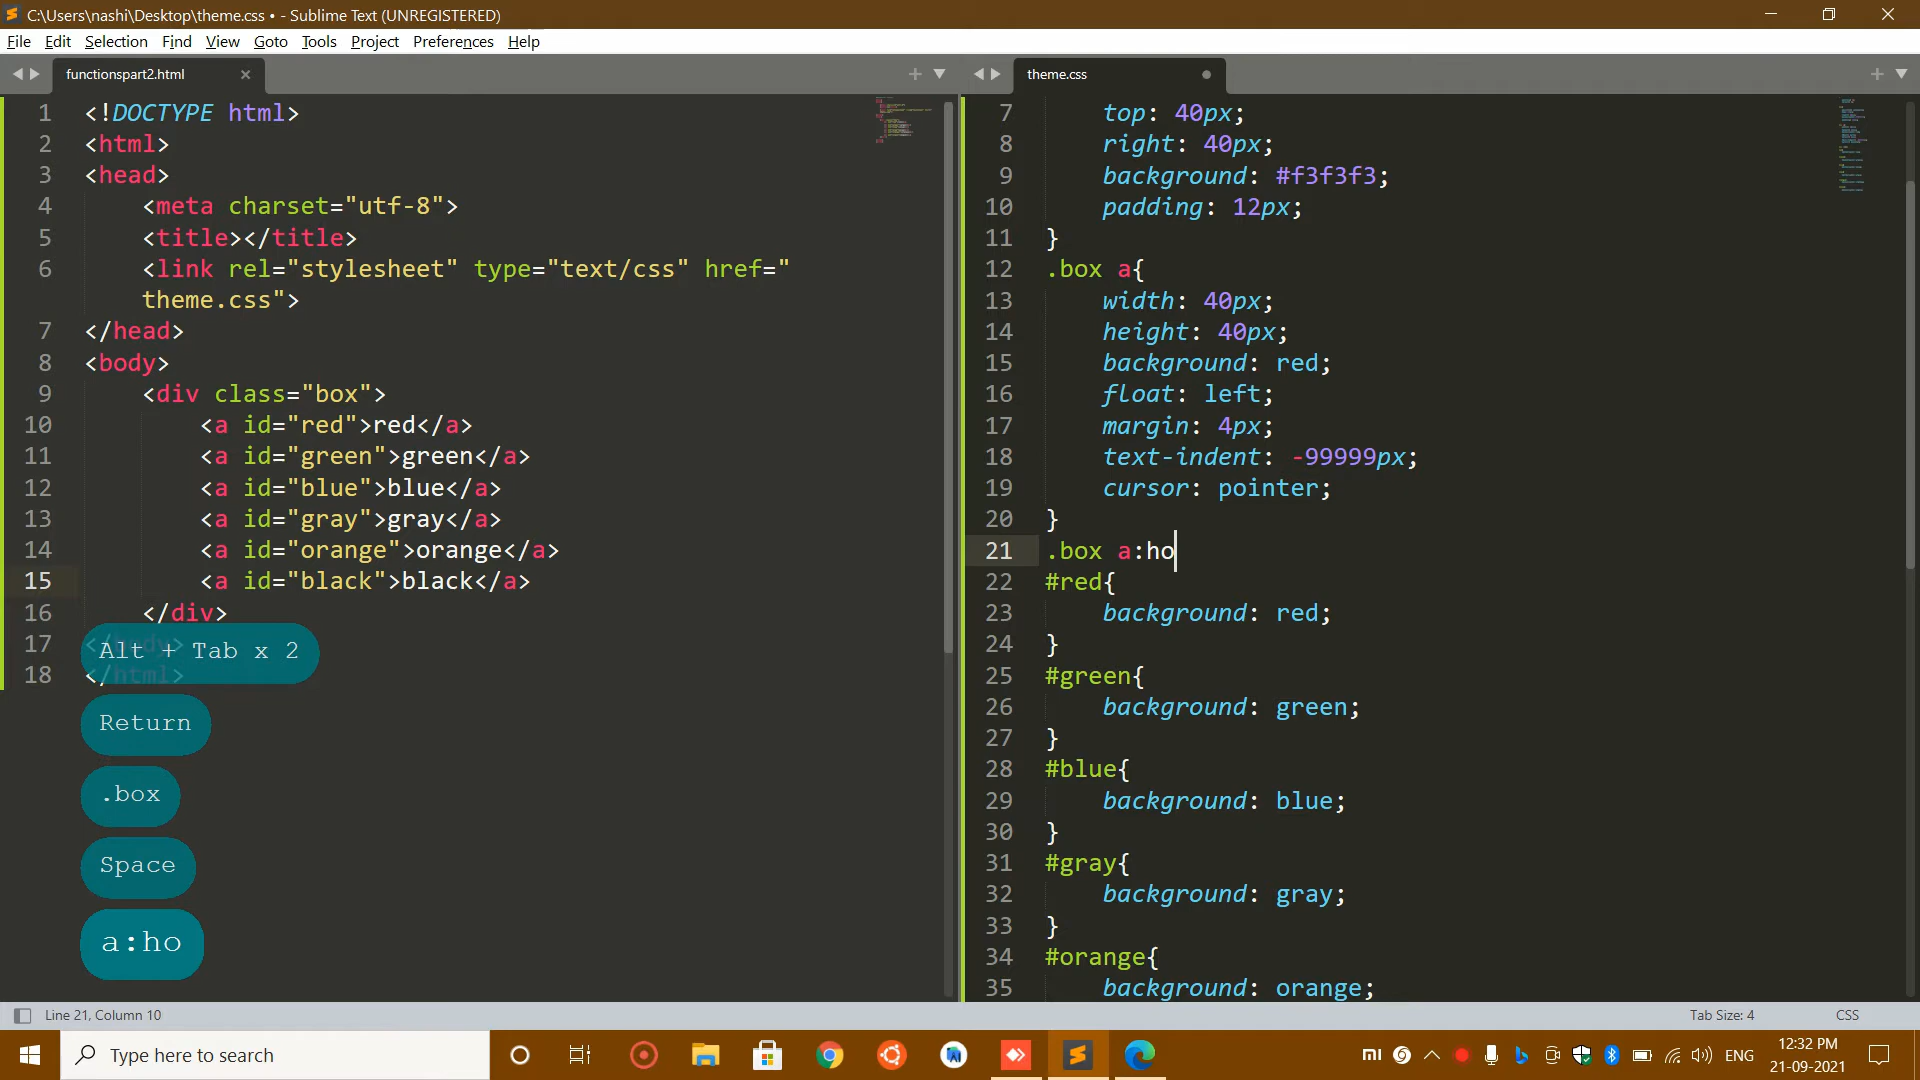 C:\Users\nashi\Desktop\theme.css • - Sublime Text (UNREGISTERED)
File Edit Selection Find View Goto Tools Project Preferences Help
functionspart2.html
1 <!DOCTYPE html>
2 <html>
3 <head>
4 <meta charset="utf-8">
5 <title></title>
6 <link rel="stylesheet" type="text/css" href="
theme.css">
7 </head>
8 <body>
9 <div class="box">
10 <a id="red">red</a>
11 <a id="green">green</a>
12 <a id="blue">blue</a>
13 <a id="gray">gray</a>
14 <a id="orange">orange</a>
15 <a id="black">black</a>
16 </div>
17 </body>
18 </html>
Alt + Tab x 2
Return
.box
Space
a:ho
theme.css
7 top: 40px;
8 right: 40px;
9 background: #f3f3f3;
10 padding: 12px;
11 }
12 .box a{
13 width: 40px;
14 height: 40px;
15 background: red;
16 float: left;
17 margin: 4px;
18 text-indent: -99999px;
19 cursor: pointer;
20 }
21 .box a:ho
22 #red{
23 background: red;
24 }
25 #green{
26 background: green;
27 }
28 #blue{
29 background: blue;
30 }
31 #gray{
32 background: gray;
33 }
34 #orange{
35 background: orange;
Line 21, Column 10
Tab Size: 4
CSS
Type here to search
ENG
12:32 PM
21-09-2021